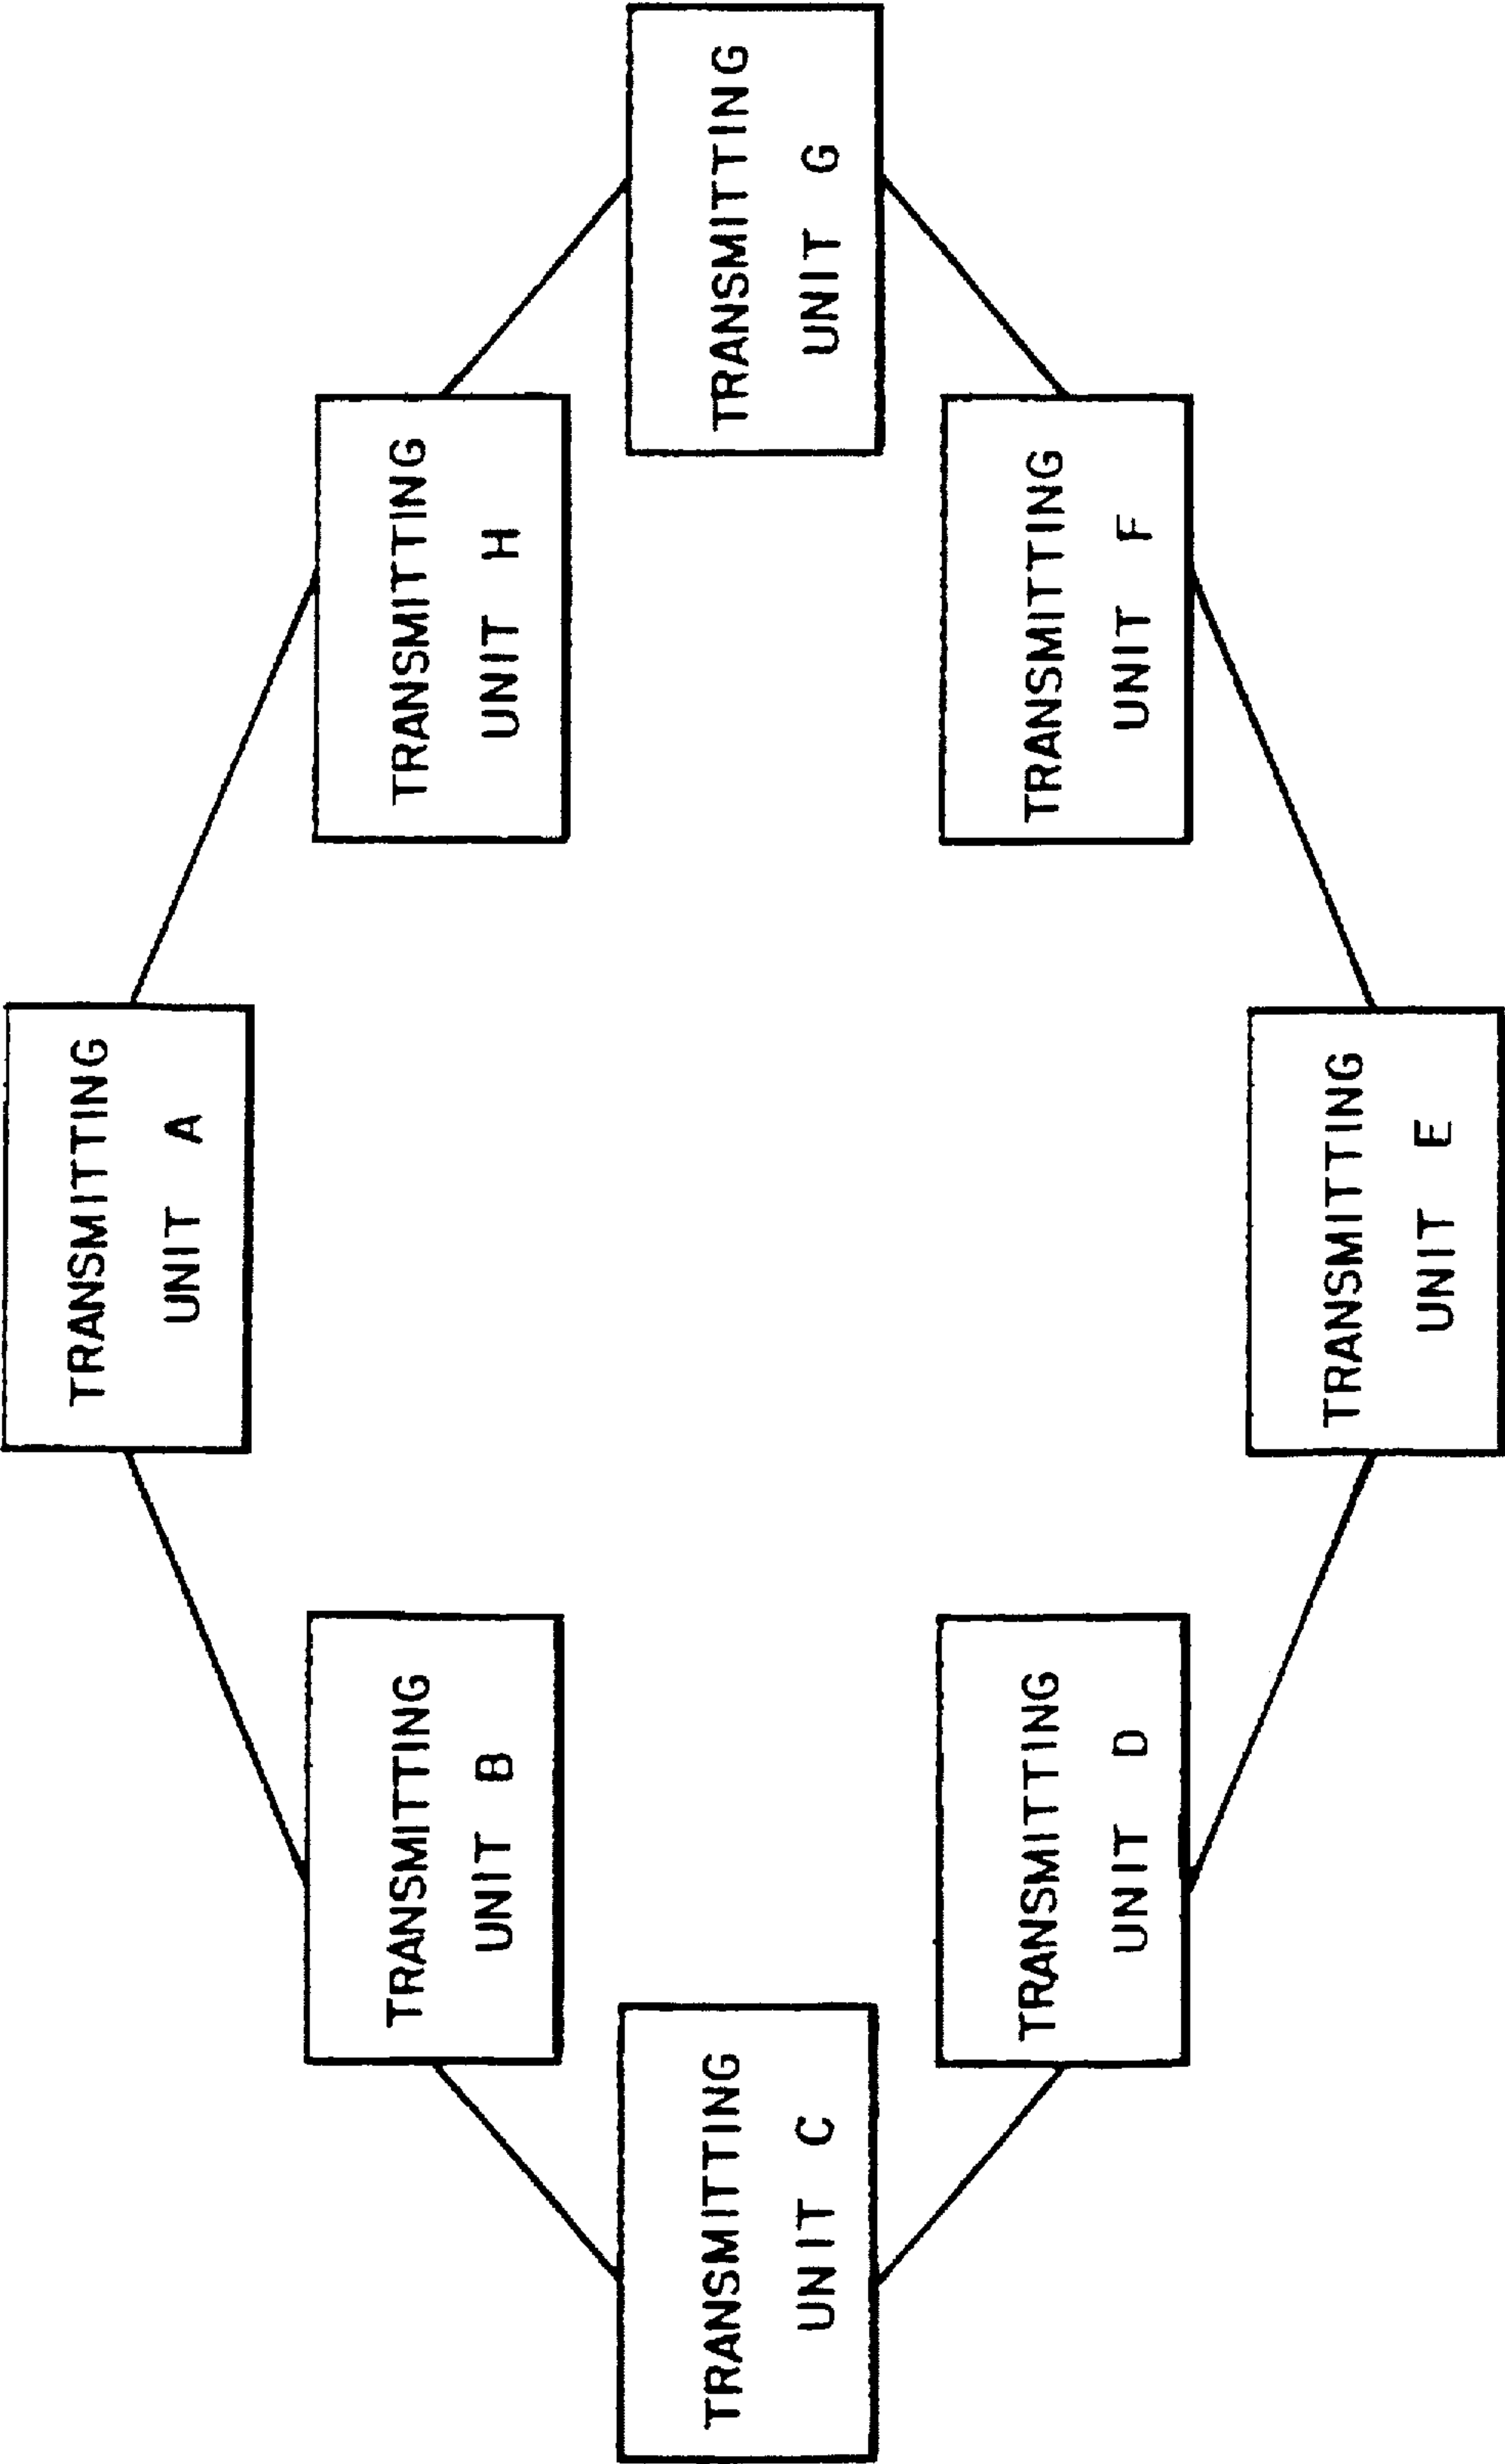 TRANSMITTING
UNIT A
TRANSMITTING
UNIT B
TRANSMITTING
UNIT H
TRANSMITTING
UNIT C
TRANSMITTING
UNIT G
TRANSMITTING
UNIT D
TRANSMITTING
UNIT F
TRANSMITTING
UNIT E